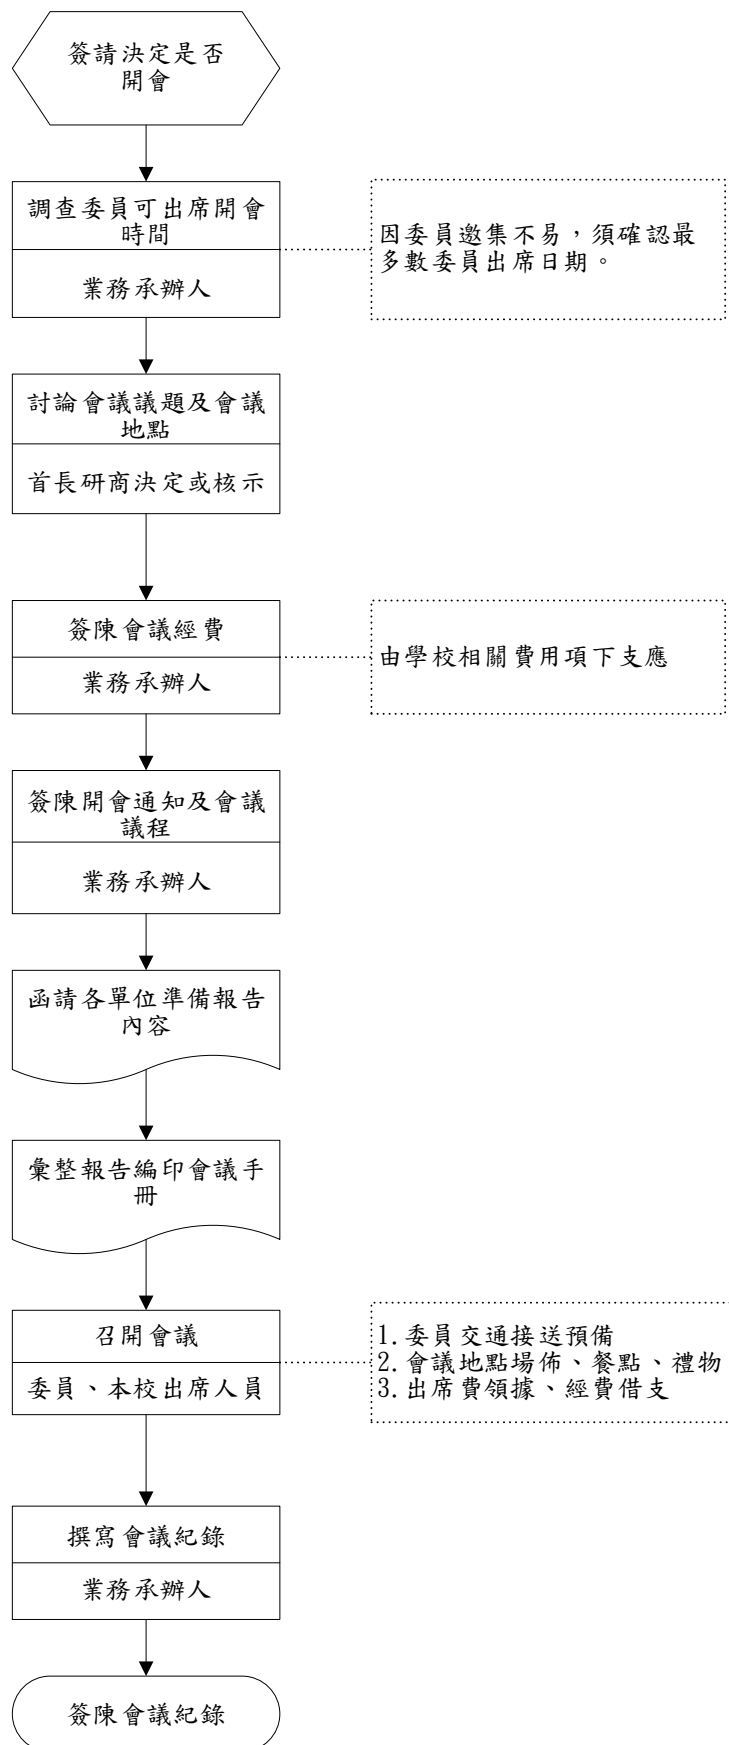 簽請決定是否
開會
調查委員可出席開會
時間
業務承辦人
因委員邀集不易，須確認最
多數委員出席日期。
討論會議議題及會議
地點
首長研商決定或核示
簽陳會議經費
業務承辦人
由學校相關費用項下支應
簽陳開會通知及會議
議程
業務承辦人
函請各單位準備報告
內容
彙整報告編印會議手
冊
召開會議
委員、本校出席人員
1.委員交通接送預備
2.會議地點場佈、餐點、禮物
3.出席費領據、經費借支
撰寫會議紀錄
業務承辦人
簽陳會議紀錄